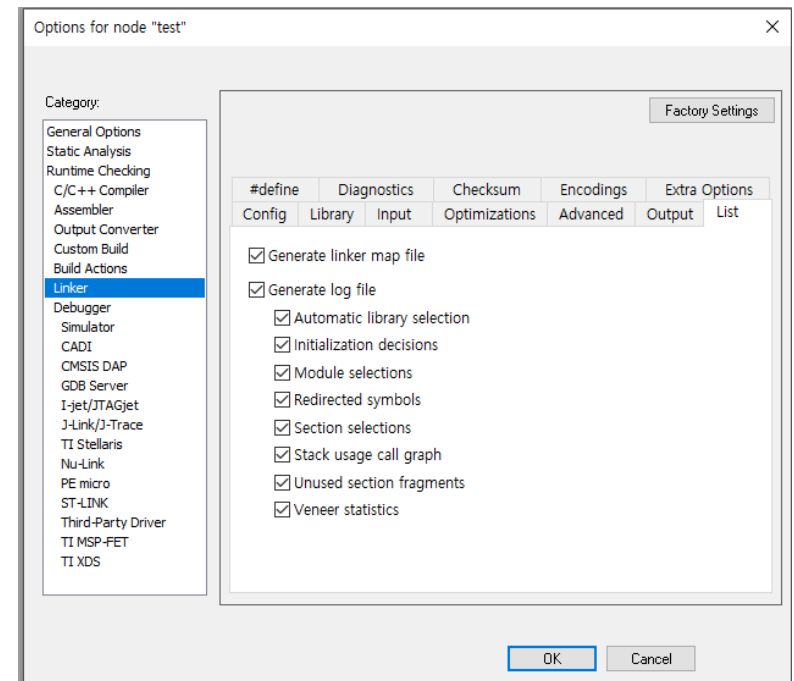 Options for node "test"
Category:
Factory Settings
General Options
Static Analysis
Runtime Checking
C/C++ Compiler
Assembler
Output Converter
Custom Build
Build Actions
Linker
Debugger
Simulator
CADI
CMSIS DAP
GDB Server
I-jet/JTAGjet
J-Link/J-Trace
TI Stellaris
Nu-Link
PE micro
ST-LINK
Third-Party Driver
TI MSP-FET
TI XDS
#define Diagnostics Checksum Encodings Extra Options
Config Library Input Optimizations Advanced Output List
Generate linker map file
Generate log file
Automatic library selection
Initialization decisions
Module selections
Redirected symbols
Section selections
Stack usage call graph
Unused section fragments
Veneer statistics
OK Cancel